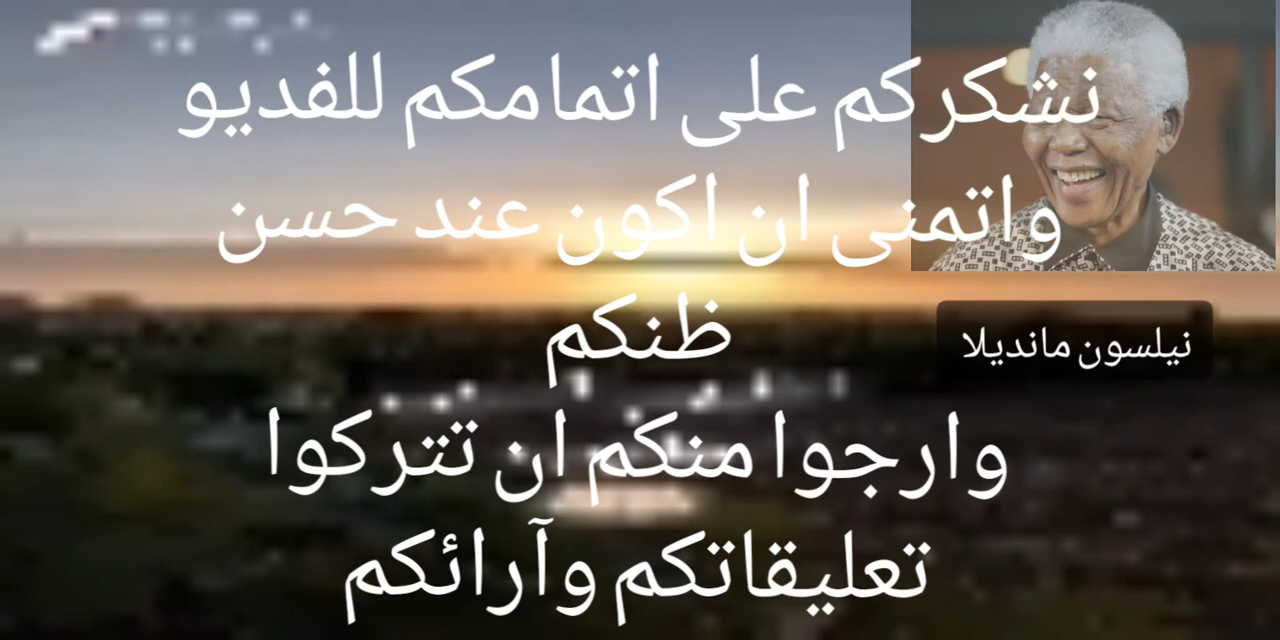 نشكركم على اتمامكم للفديو
واتمنى ان اكون عند حسن
ظنكم
نيلسون مانديلا
وارجوا منكم ان تتركوا
تعليقاتكم وآرائكم